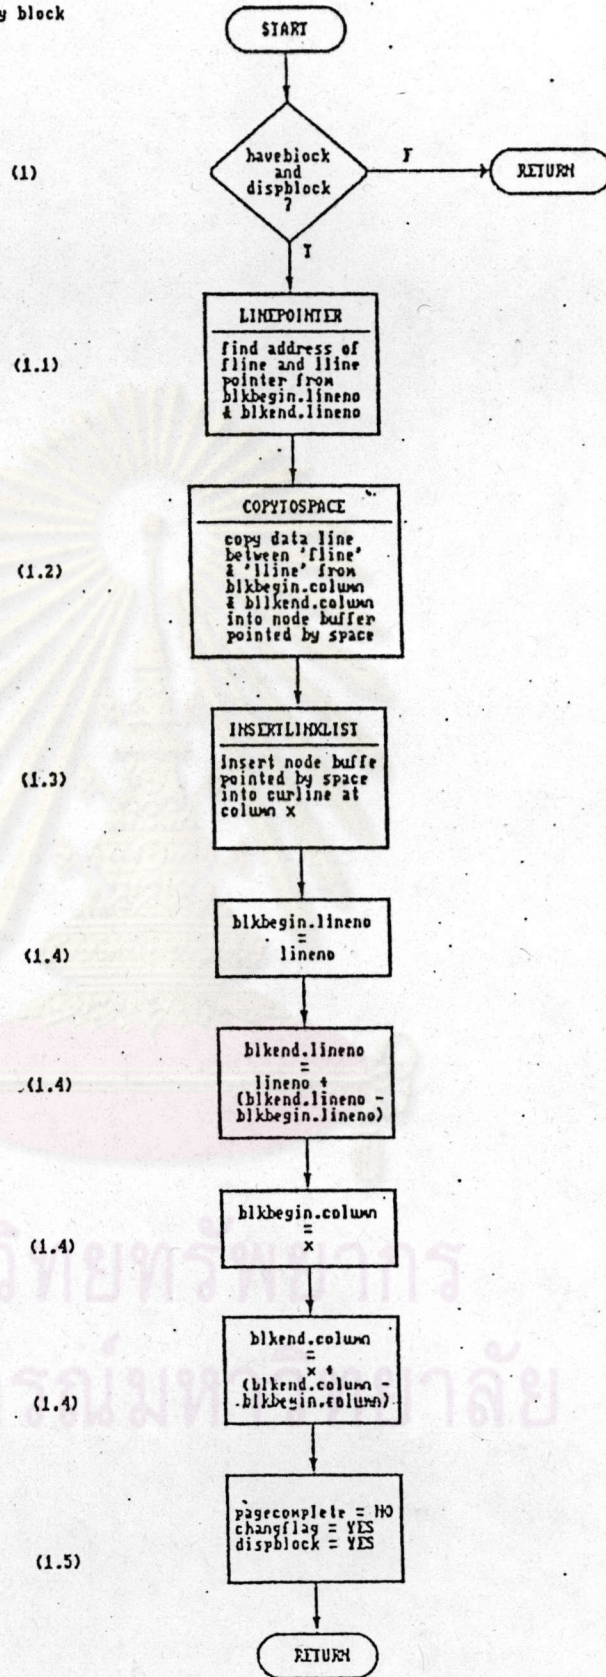 y block
START
(1)
haveblock
and
dispblock
?
F
RETURN
T
(1.1)
LINEPOINTER
find address of
fline and lline
pointer from
blkbegin.lineno
& blkend.lineno
(1.2)
COPYTOSPACE
copy data line
between 'fline'
& 'lline' from
blkbegin.column
& bllkend.column
into node buffer
pointed by space
(1.3)
INSERTLINKLIST
Insert node buffe
pointed by space
into curline at
column x
(1.4)
blkbegin.lineno
=
lineno
(1.4)
blkend.lineno
=
lineno +
(blkend.lineno -
blkbegin.lineno)
(1.4)
blkbegin.column
=
x
(1.4)
blkend.column
=
x +
(blkend.column -
blkbegin.column)
(1.5)
pagecomplete = NO
changflag = YES
dispblock = YES
RETURN